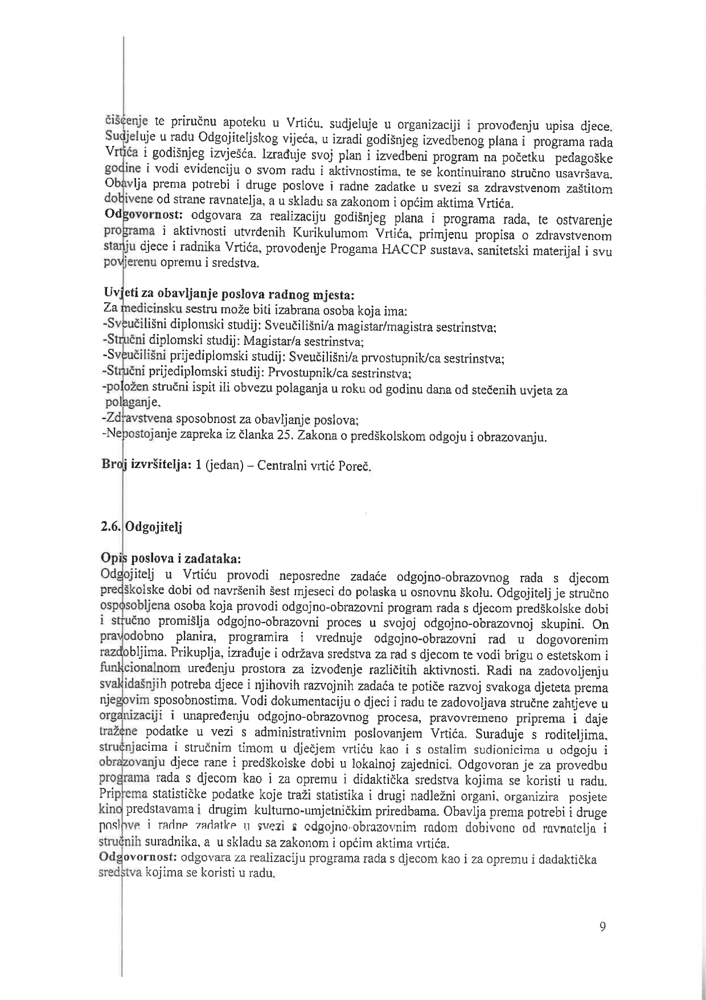 čišćenje te priručnu apoteku u Vrtiću. sudjeluje u organizaciji i provođenju upisa djece.
Sudjeluje u radu Odgojiteljskog vijeća, u izradi godišnjeg izvedbenog plana i programa rada
Vrtića i godišnjeg izvješća. Izrađuje svoj plan i izvedbeni program na početku pedagoške
godine i vodi evidenciju o svom radu i aktivnostima, te se kontinuirano stručno usavršava.
Obavlja prema potrebi i druge poslove i radne zadatke u svezi sa zdravstvenom zaštitom
dobivene od strane ravnatelja, a u skladu sa zakonom i općim aktima Vrtića.
Odgovornost: odgovara za realizaciju godišnjeg plana i programa rada, te ostvarenje
programa i aktivnosti utvrđenih Kurikulumom Vrtića, primjenu propisa o zdravstvenom
stanju djece i radnika Vrtića, provođenje Progama HACCP sustava, sanitetski materijal i svu
povjerenu opremu i sredstva.
Uvjeti za obavljanje poslova radnog mjesta:
Za medicinsku sestru može biti izabrana osoba koja ima:
-Sveučilišni diplomski studij: Sveučilišni/a magistar/magistra sestrinstva;
-Stručni diplomski studij: Magistar/a sestrinstva;
-Sveučilišni prijediplomski studij: Sveučilišni/a prvostupnik/ca sestrinstva;
-Stručni prijediplomski studij: Prvostupnik/ca sestrinstva;
-položen stručni ispit ili obvezu polaganja u roku od godinu dana od stečenih uvjeta za
polaganje.
-Zdravstvena sposobnost za obavljanje poslova;
-Nepostojanje zapreka iz članka 25. Zakona o predškolskom odgoju i obrazovanju.
Broj izvršitelja: 1 (jedan) – Centralni vrtić Poreč.
2.6. Odgojitelj
Opis poslova i zadataka:
Odgojitelj u Vrtiću provodi neposredne zadaće odgojno-obrazovnog rada s djecom
predškolske dobi od navršenih šest mjeseci do polaska u osnovnu školu. Odgojitelj je stručno
osposobljena osoba koja provodi odgojno-obrazovni program rada s djecom predškolske dobi
i stručno promišlja odgojno-obrazovni proces u svojoj odgojno-obrazovnoj skupini. On
pravodobno planira, programira i vrednuje odgojno-obrazovni rad u dogovorenim
razdobljima. Prikuplja, izrađuje i održava sredstva za rad s djecom te vodi brigu o estetskom i
funkcionalnom uređenju prostora za izvođenje različitih aktivnosti. Radi na zadovoljenju
svakidašnjih potreba djece i njihovih razvojnih zadaća te potiče razvoj svakoga djeteta prema
njegovim sposobnostima. Vodi dokumentaciju o djeci i radu te zadovoljava stručne zahtjeve u
organizaciji i unapređenju odgojno-obrazovnog procesa, pravovremeno priprema i daje
tražene podatke u vezi s administrativnim poslovanjem Vrtića. Surađuje s roditeljima,
stručnjacima i stručnim timom u dječjem vrtiću kao i s ostalim sudionicima u odgoju i
obrazovanju djece rane i predškolske dobi u lokalnoj zajednici. Odgovoran je za provedbu
programa rada s djecom kao i za opremu i didaktička sredstva kojima se koristi u radu.
Priprema statističke podatke koje traži statistika i drugi nadležni organi. organizira posjete
kino predstavama i drugim kulturno-umjetničkim priredbama. Obavlja prema potrebi i druge
poslove i radne zadatke u svezi s odgojno-obrazovnim radom dobivene od ravnatelja i
stručnih suradnika, a u skladu sa zakonom i općim aktima vrtića.
Odgovornost: odgovara za realizaciju programa rada s djecom kao i za opremu i dadaktička
sredstva kojima se koristi u radu.
9